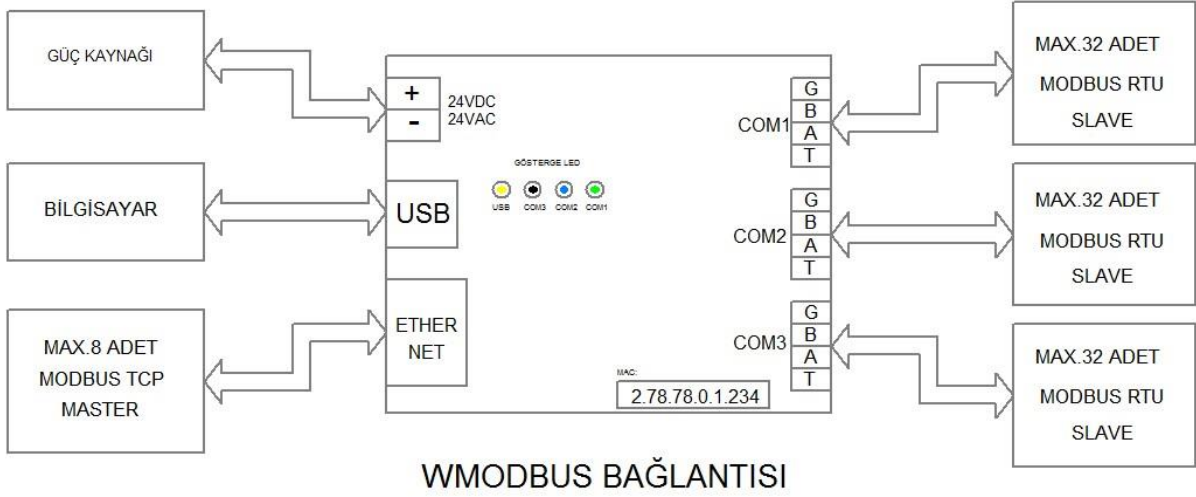 GÜÇ KAYNAĞI
BİLGİSAYAR
MAX.8 ADET
MODBUS TCP
MASTER
+
-
24VDC
24VAC
GÖSTERGE LED
USB COM3 COM2 COM1
USB
ETHER
NET
MAC:
2.78.78.0.1.234
COM1
G
B
A
T
COM2
G
B
A
T
COM3
G
B
A
T
MAX.32 ADET
MODBUS RTU
SLAVE
MAX.32 ADET
MODBUS RTU
SLAVE
MAX.32 ADET
MODBUS RTU
SLAVE
WMODBUS BAĞLANTISI